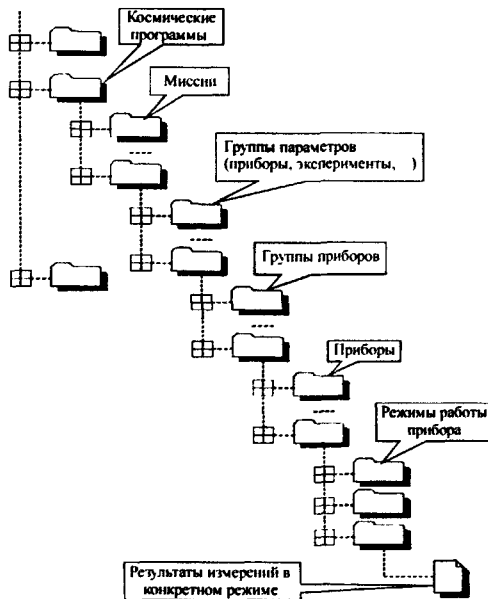 Космические
программы
Миссии
Группы параметров
(приборы, эксперименты, )
Группы приборов
Приборы
Режимы работы
прибора
Результаты измерений в
конкретном режиме